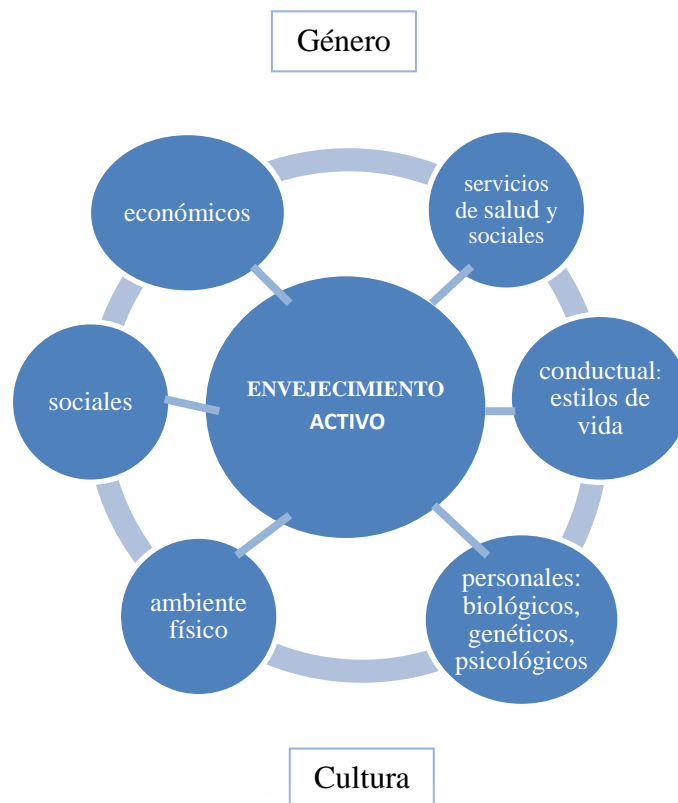 Género
económicos
servicios
de salud y
sociales
sociales
ENVEJECIMIENTO
ACTIVO
conductual:
estilos de
vida
ambiente
físico
personales:
biológicos,
genéticos,
psicológicos
Cultura